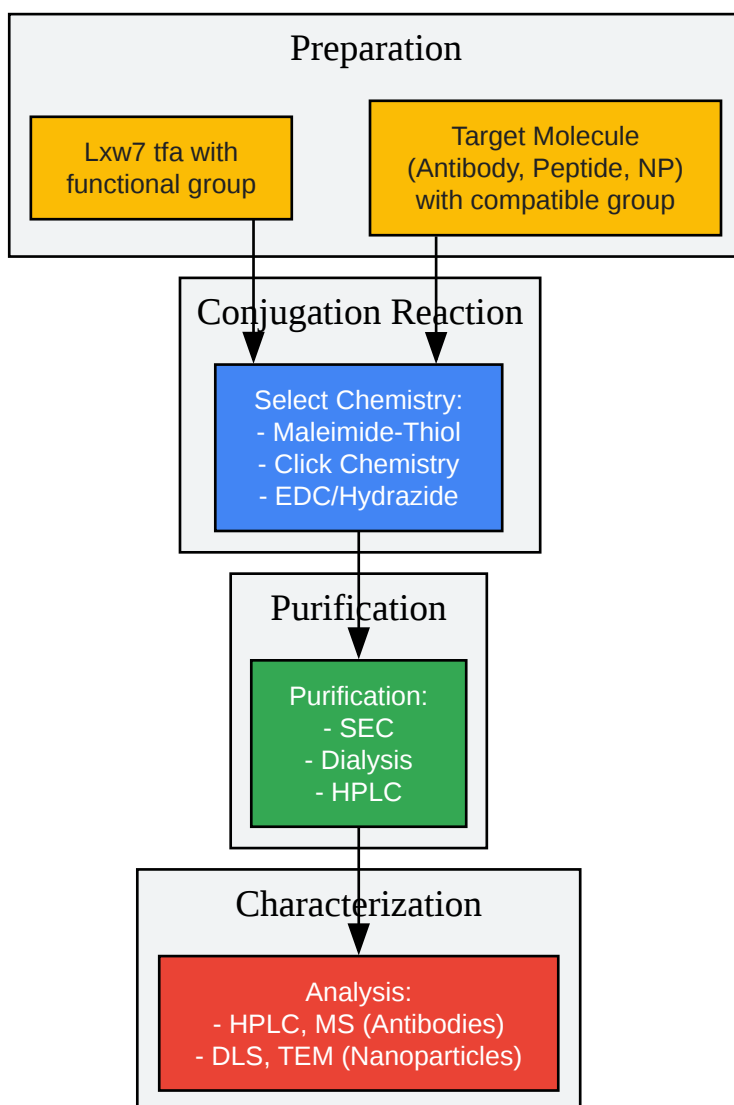 Preparation
Lxw7 tfa with
functional group
Target Molecule
(Antibody, Peptide, NP)
with compatible group
Conjugation Reaction
Select Chemistry:
- Maleimide-Thiol
- Click Chemistry
- EDC/Hydrazide
Purification
Purification:
- SEC
- Dialysis
- HPLC
Characterization
Analysis:
- HPLC, MS (Antibodies)
- DLS, TEM (Nanoparticles)